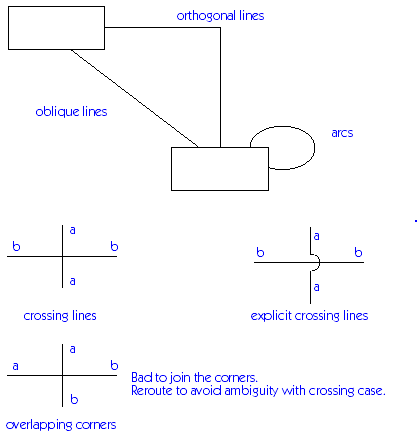 orthogonal lines
oblique lines
arcs
a
b b
a
crossing lines
a
b b
a
explicit crossing lines
a
a b
b
Bad to join the corners.
Reroute to avoid ambiguity with crossing case.
overlapping corners